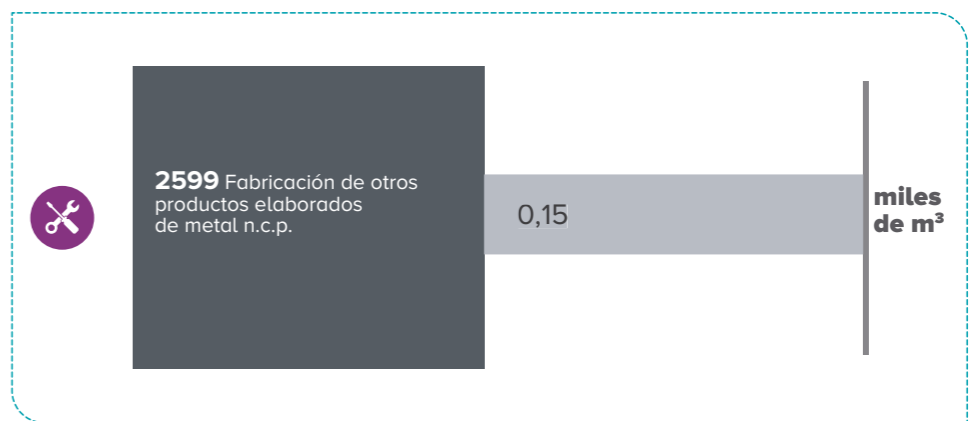 2599 Fabricación de otros
productos elaborados
de metal n.c.p.
0,15
miles
de m³